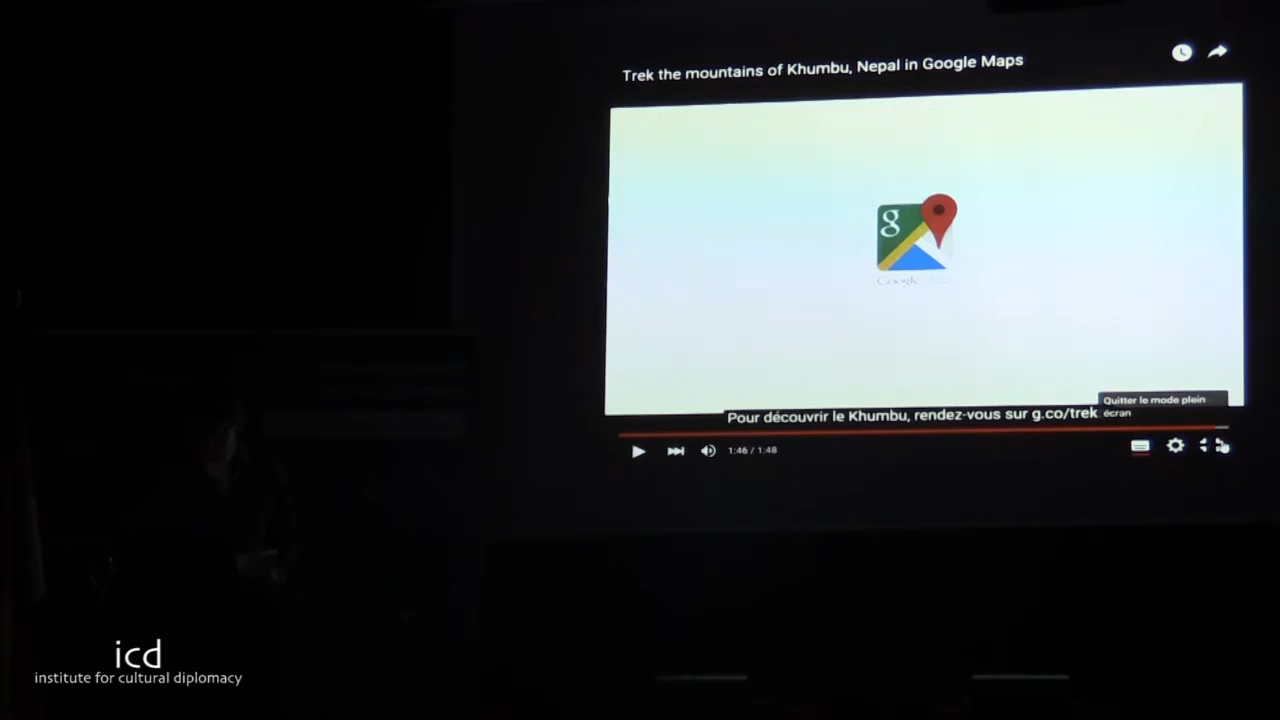 Trek the mountains of Khumbu, Nepal in Google Maps
g
Google
Pour découvrir le Khumbu, rendez-vous sur g.co/trek
Quitter le mode plein
écran
1:46 / 1:48
icd
institute for cultural diplomacy